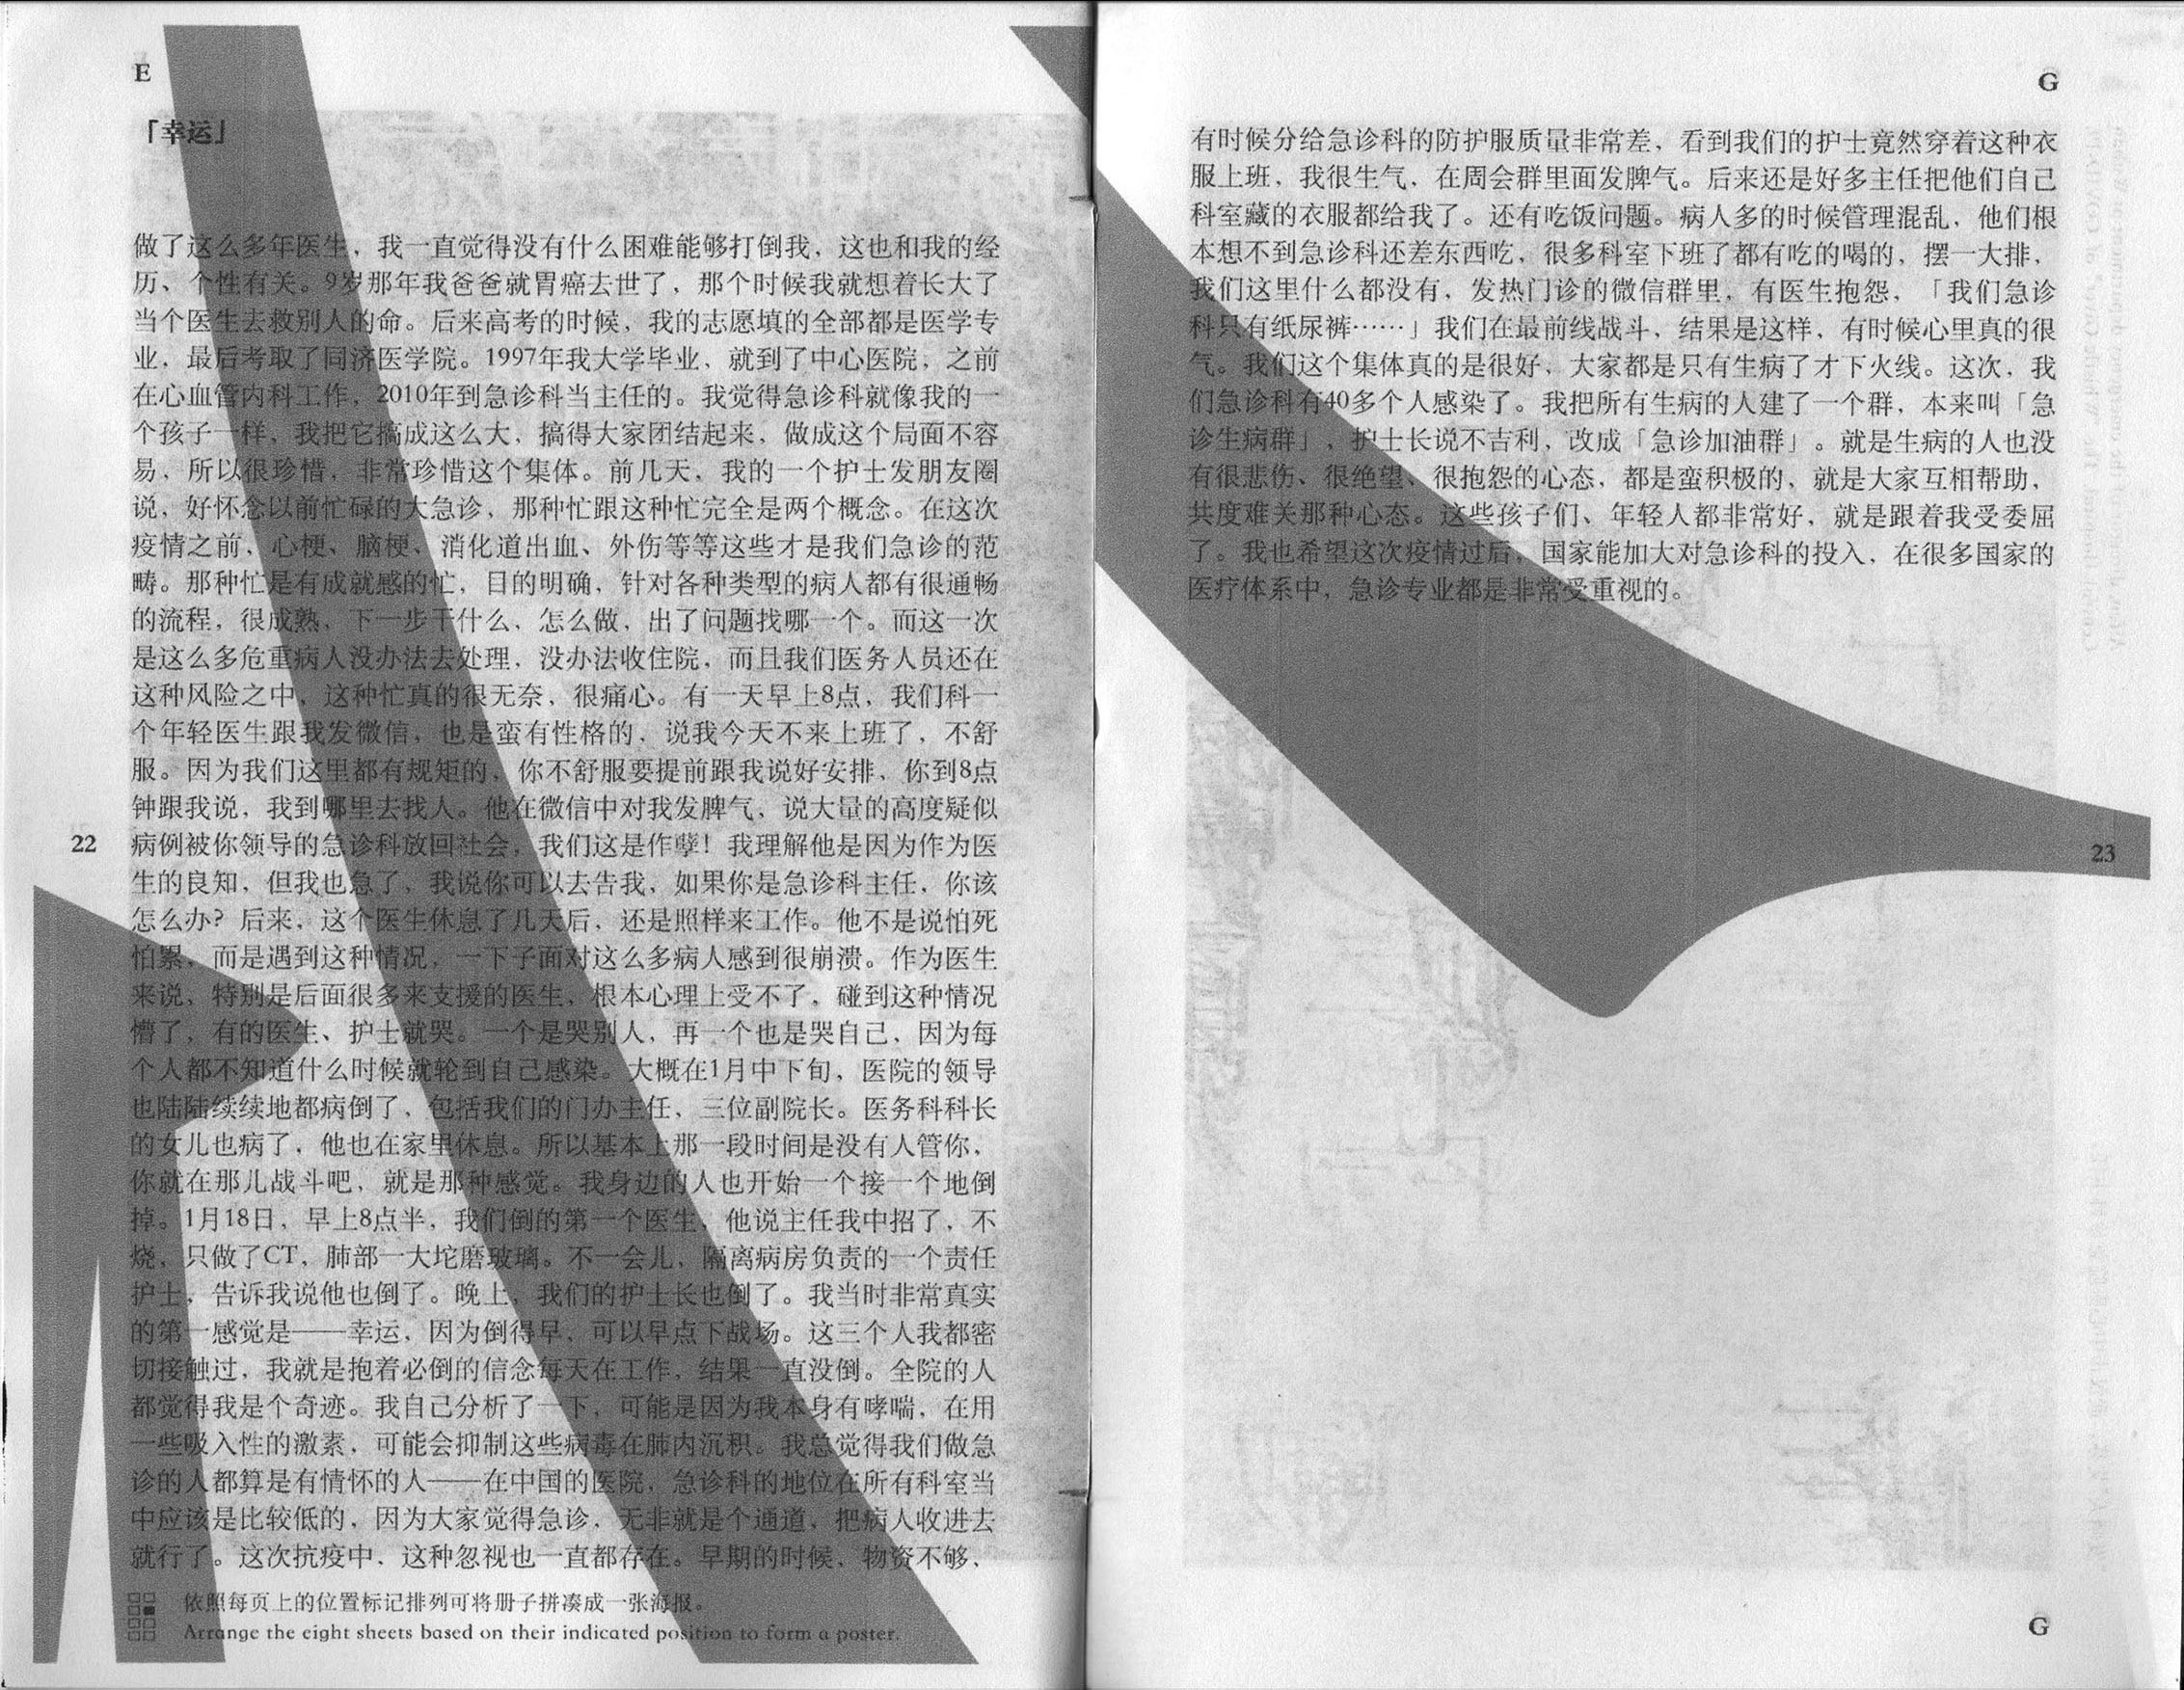 E
「幸运」
做了这么多年医生，我一直觉得没有什么困难能够打倒我，这也和我的经
历、个性有关。9岁那年我爸爸就胃癌去世了，那个时候我就想着长大了
当个医生去救别人的命。后来高考的时候，我的志愿填的全部都是医学专
业，最后考取了同济医学院。1997年我大学毕业，就到了中心医院，之前
在心血管内科工作，2010年到急诊科当主任的。我觉得急诊科就像我的一
个孩子一样，我把它搞成这么大，搞得大家团结起来，做成这个局面不容
易，所以很珍惜，非常珍惜这个集体。前几天，我的一个护士发朋友圈
说，好怀念以前忙碌的大急诊，那种忙跟这种忙完全是两个概念。在这次
疫情之前，心梗、脑梗、消化道出血、外伤等等这些才是我们急诊的范
畴。那种忙是有成就感的忙，目的明确，针对各种类型的病人都有很通畅
的流程，很成熟，下一步干什么、怎么做，出了问题找哪一个。而这一次
是这么多危重病人没办法去处理，没办法收住院，而且我们医务人员还在
这种风险之中，这种忙真的很无奈，很痛心。有一天早上8点，我们科一
个年轻医生跟我发微信，也是蛮有性格的，说我今天不来上班了，不舒
服。因为我们这里都有规矩的，你不舒服要提前跟我说好安排，你到8点
钟跟我说，我到哪里去找人。他在微信中对我发脾气，说大量的高度疑似
病例被你领导的急诊科放回社会，我们这是作孽！我理解他是因为作为医
生的良知，但我也急了，我说你可以去告我，如果你是急诊科主任，你该
怎么办？后来，这个医生休息了几天后，还是照样来工作。他不是说怕死
怕累，而是遇到这种情况，一下子面对这么多病人感到很崩溃。作为医生
来说，特别是后面很多来支援的医生，根本心理上受不了，碰到这种情况
懵了，有的医生、护士就哭。一个是哭别人，再一个也是哭自己，因为每
个人都不知道什么时候就轮到自己感染。大概在1月中下旬，医院的领导
也陆陆续续地都病倒了，包括我们的门办主任，三位副院长。医务科科长
的女儿也病了，他也在家里休息。所以基本上那一段时间是没有人管你，
你就在那儿战斗吧，就是那种感觉。我身边的人也开始一个接一个地倒
掉。1月18日，早上8点半，我们倒的第一个医生，他说主任我中招了，不
烧，只做了CT，肺部一大坨磨玻璃。不一会儿，隔离病房负责的一个责任
护士，告诉我说他也倒了。晚上，我们的护士长也倒了。我当时非常真实
的第一感觉是——幸运，因为倒得早，可以早点下战场。这三个人我都密
切接触过，我就是抱着必倒的信念每天在工作，结果一直没倒。全院的人
都觉得我是个奇迹。我自己分析了一下，可能是因为我本身有哮喘，在用
一些吸入性的激素，可能会抑制这些病毒在肺内沉积。我总觉得我们做急
诊的人都算是有情怀的人——在中国的医院，急诊科的地位在所有科室当
中应该是比较低的，因为大家觉得急诊，无非就是个通道，把病人收进去
就行了。这次抗疫中，这种忽视也一直都存在。早期的时候，物资不够，
22
依照每页上的位置标记排列可将册子拼凑成一张海报。
Arrange the eight sheets based on their indicated position to form a poster.
G
有时候分给急诊科的防护服质量非常差，看到我们的护士竟然穿着这种衣
服上班，我很生气，在周会群里面发脾气。后来还是好多主任把他们自己
科室藏的衣服都给我了。还有吃饭问题。病人多的时候管理混乱，他们根
本想不到急诊科还差东西吃，很多科室下班了都有吃的喝的，摆一大排，
我们这里什么都没有，发热门诊的微信群里，有医生抱怨，「我们急诊
科只有纸尿裤……」我们在最前线战斗，结果是这样，有时候心里真的很
气。我们这个集体真的是很好，大家都是只有生病了才下火线。这次，我
们急诊科有40多个人感染了。我把所有生病的人建了一个群，本来叫「急
诊生病群」，护士长说不吉利，改成「急诊加油群」。就是生病的人也没
有很悲伤、很绝望、很抱怨的心态，都是蛮积极的，就是大家互相帮助，
共度难关那种心态。这些孩子们、年轻人都非常好，就是跟着我受委屈
了。我也希望这次疫情过后，国家能加大对急诊科的投入，在很多国家的
医疗体系中，急诊专业都是非常受重视的。
23
G